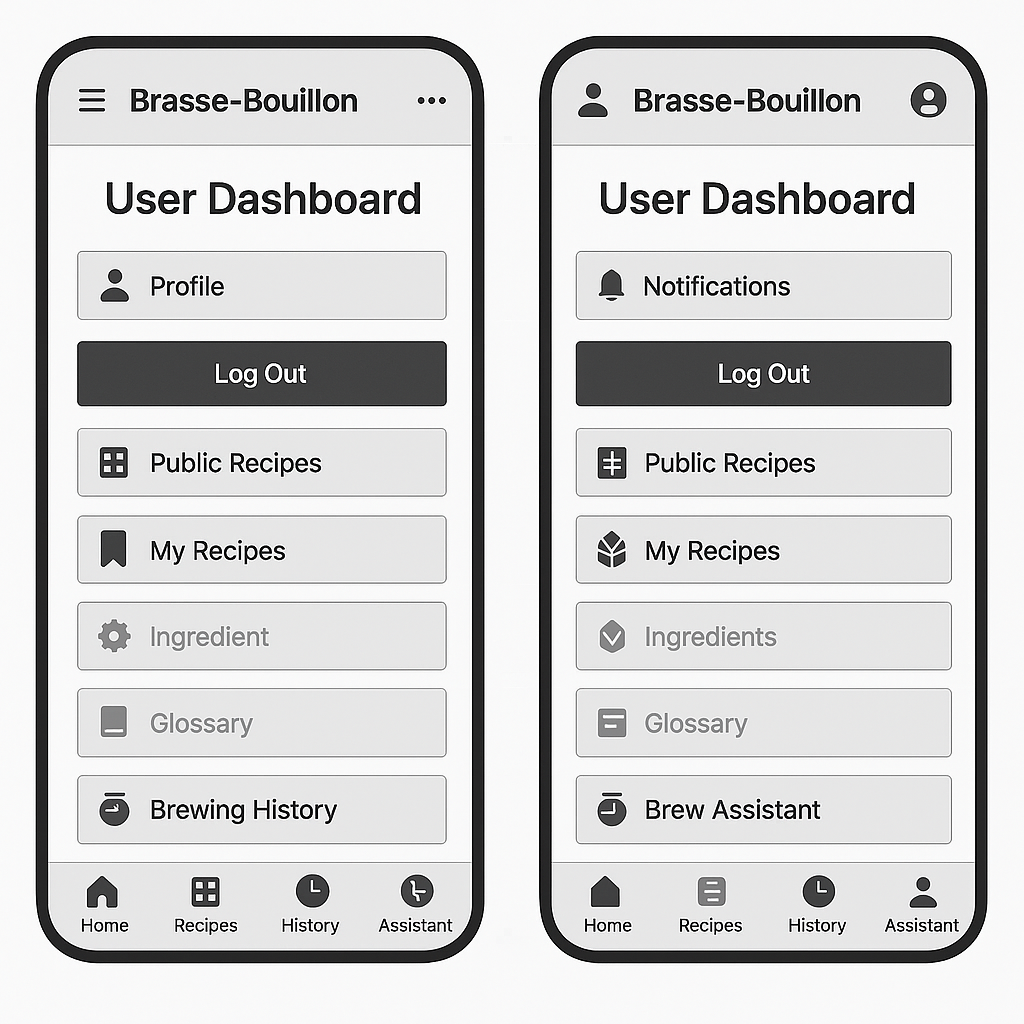 Brasse-Bouillon
User Dashboard
Profile
Log Out
Public Recipes
My Recipes
Ingredient
Glossary
Brewing History
Home
Recipes
History
Assistant
Brasse-Bouillon
User Dashboard
Notifications
Log Out
Public Recipes
My Recipes
Ingredients
Glossary
Brew Assistant
Home
Recipes
History
Assistant